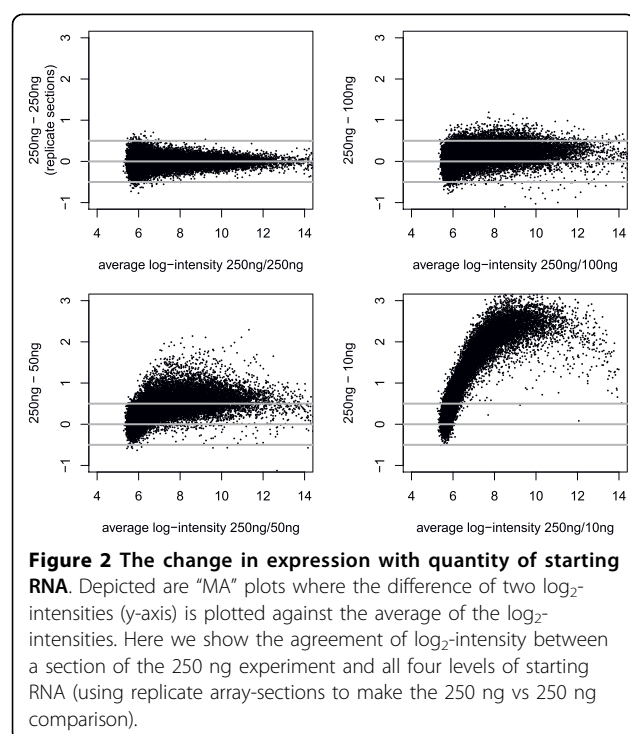 250ng − 250ng
(replicate sections)
3
2
1
0
−1
4 6 8 10 12 14
average log−intensity 250ng/250ng
250ng − 100ng
3
2
1
0
−1
4 6 8 10 12 14
average log−intensity 250ng/100ng
250ng − 50ng
3
2
1
0
−1
4 6 8 10 12 14
average log−intensity 250ng/50ng
250ng − 10ng
3
2
1
0
−1
4 6 8 10 12 14
average log−intensity 250ng/10ng
Figure 2 The change in expression with quantity of starting
RNA. Depicted are “MA” plots where the difference of two log₂-
intensities (y-axis) is plotted against the average of the log₂-
intensities. Here we show the agreement of log₂-intensity between
a section of the 250 ng experiment and all four levels of starting
RNA (using replicate array-sections to make the 250 ng vs 250 ng
comparison).